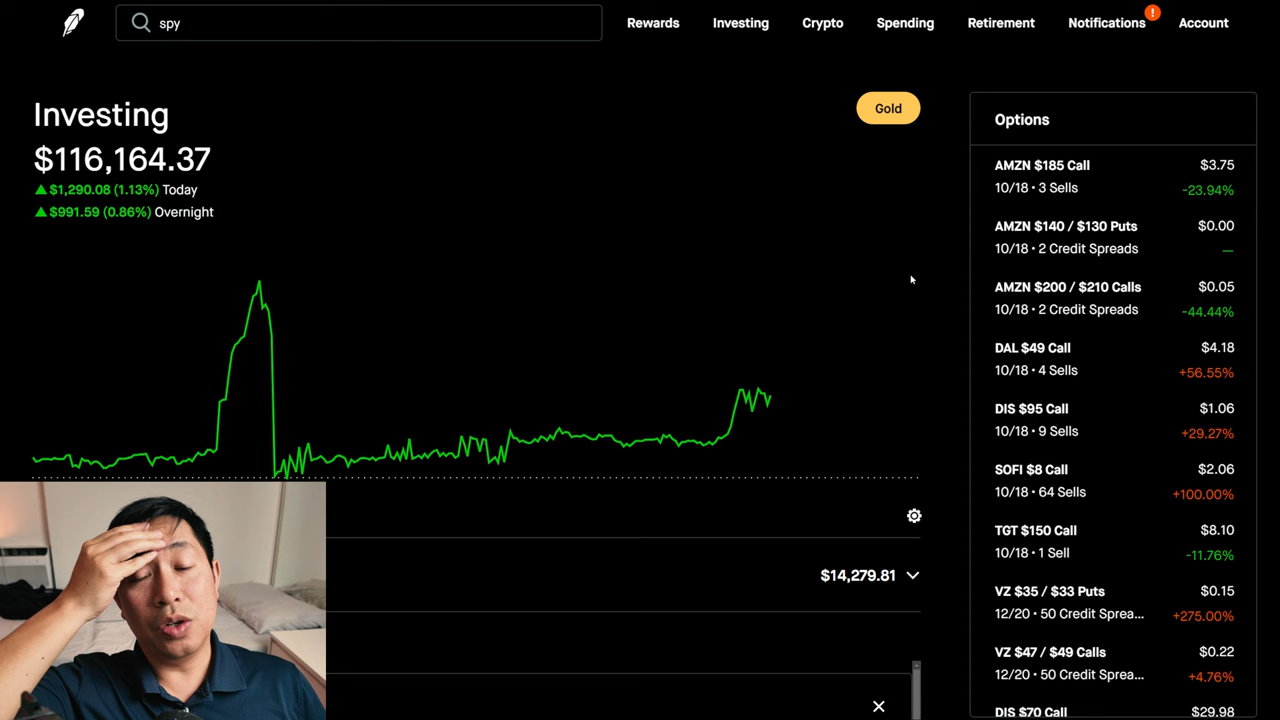 spy
Rewards
Investing
Crypto
Spending
Retirement
Notifications
!
Account
Investing
Gold
$116,164.37
▲ $1,290.08 (1.13%) Today
▲ $991.59 (0.86%) Overnight
$14,279.81
Options
AMZN $185 Call $3.75
10/18 • 3 Sells -23.94%
AMZN $140 / $130 Puts $0.00
10/18 • 2 Credit Spreads —
AMZN $200 / $210 Calls $0.05
10/18 • 2 Credit Spreads -44.44%
DAL $49 Call $4.18
10/18 • 4 Sells +56.55%
DIS $95 Call $1.06
10/18 • 9 Sells +29.27%
SOFI $8 Call $2.06
10/18 • 64 Sells +100.00%
TGT $150 Call $8.10
10/18 • 1 Sell -11.76%
VZ $35 / $33 Puts $0.15
12/20 • 50 Credit Sprea... +275.00%
VZ $47 / $49 Calls $0.22
12/20 • 50 Credit Sprea... +4.76%
DIS $70 Call $29.98